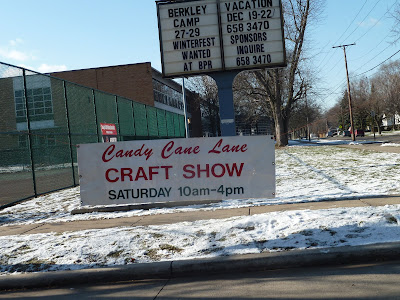 BERKLEY
CAMP
27-29
WINTERFEST
WANTED
AT BPR
VACATION
DEC 19-22
658 3470
SPONSORS
INQUIRE
658 3470
Candy Cane Lane
CRAFT SHOW
SATURDAY 10am-4pm